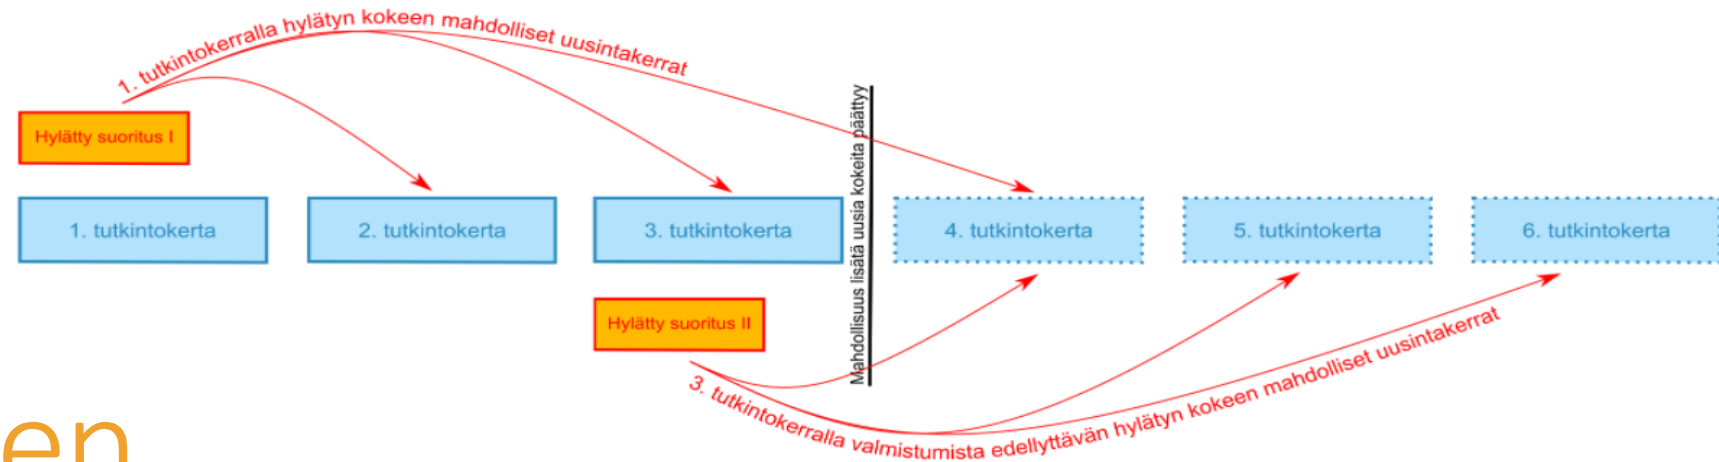 1. tutkintokerralla hylätyn kokeen mahdolliset uusintakerrat
Hylätty suoritus I
Mahdollisuus lisätä uusia kokeita päättyy
1. tutkintokerta
2. tutkintokerta
3. tutkintokerta
4. tutkintokerta
5. tutkintokerta
6. tutkintokerta
Hylätty suoritus II
3. tutkintokerralla valmistumista edellyttävän hylätyn kokeen mahdolliset uusintakerrat
en